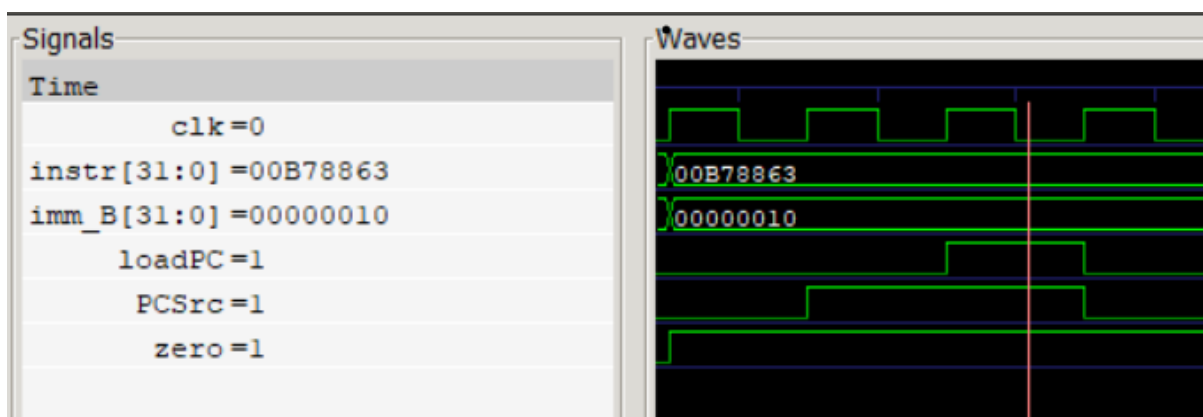 Signals
Time
clk=0
instr[31:0]=00B78863
imm_B[31:0]=00000010
loadPC=1
PCSrc=1
zero=1
Waves
00B78863
00000010